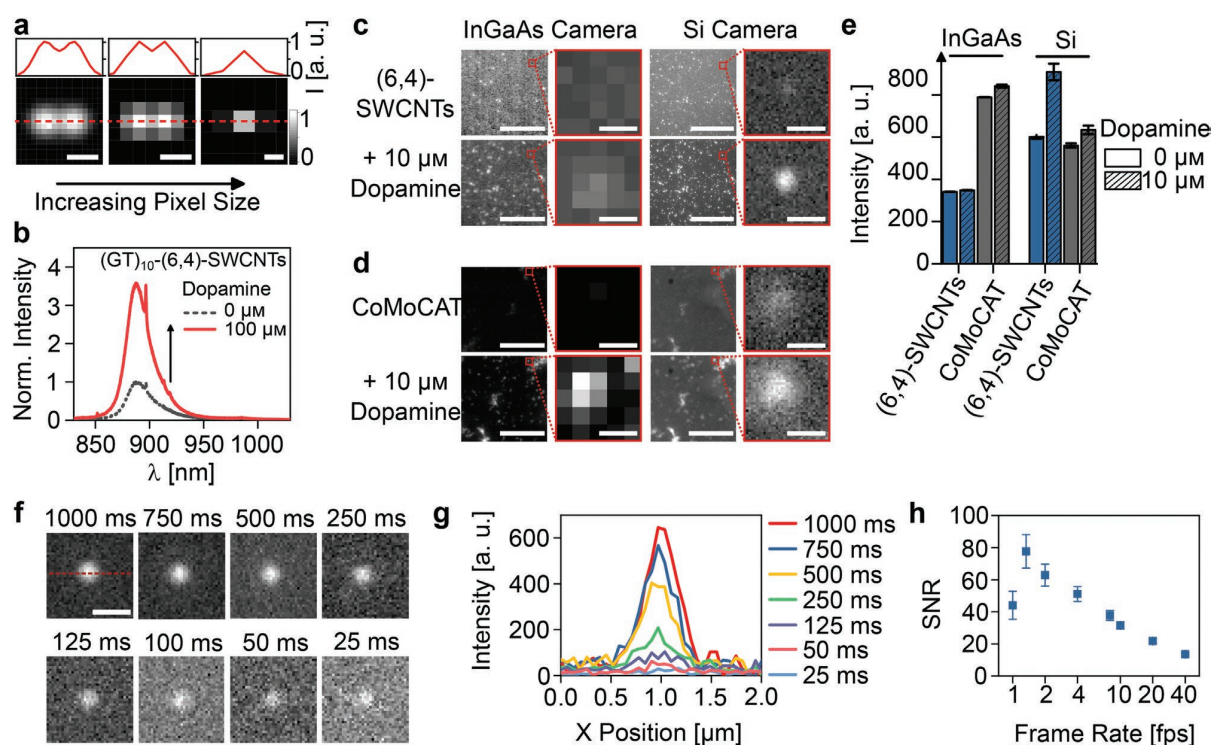 a
1
0
I [a. u.]
1
0
Increasing Pixel Size
b
(GT)10-(6,4)-SWCNTs
Dopamine
0 μM
100 μM
Norm. Intensity
4
3
2
1
0
850 900 950 1000
λ [nm]
c
InGaAs Camera Si Camera
(6,4)-
SWCNTs
+ 10 μM
Dopamine
d
CoMoCAT
+ 10 μM
Dopamine
e
InGaAs
Si
Intensity [a. u.]
800
600
400
200
0
Dopamine
0 μM
10 μM
(6,4)-SWCNTs
CoMoCAT
(6,4)-SWCNTs
CoMoCAT
f
1000 ms 750 ms 500 ms 250 ms
125 ms 100 ms 50 ms 25 ms
g
Intensity [a. u.]
600
400
200
0
0.0 0.5 1.0 1.5 2.0
X Position [μm]
1000 ms
750 ms
500 ms
250 ms
125 ms
50 ms
25 ms
h
SNR
100
80
60
40
20
0
1 2 4 10 20 40
Frame Rate [fps]